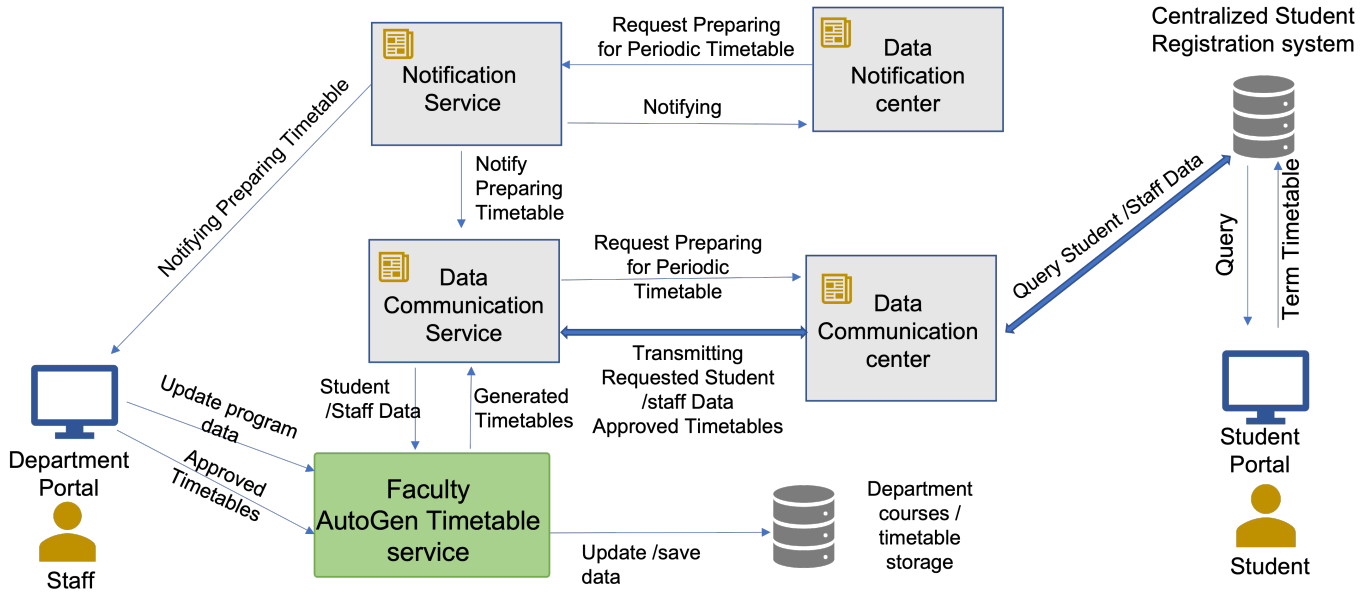 Centralized Student
Registration system
Request Preparing
for Periodic Timetable
Notification
Service
Data
Notification
center
Notifying
Notifying Preparing Timetable
Notify
Preparing
Timetable
Query Student /Staff Data
Query
Term Timetable
Data
Communication
Service
Request Preparing
for Periodic
Timetable
Data
Communication
center
Transmitting
Requested Student
/staff Data
Approved Timetables
Student
/Staff Data
Generated
Timetables
Update program
data
Approved
Timetables
Department
Portal
Staff
Faculty
AutoGen Timetable
service
Update /save
data
Department
courses /
timetable
storage
Student
Portal
Student